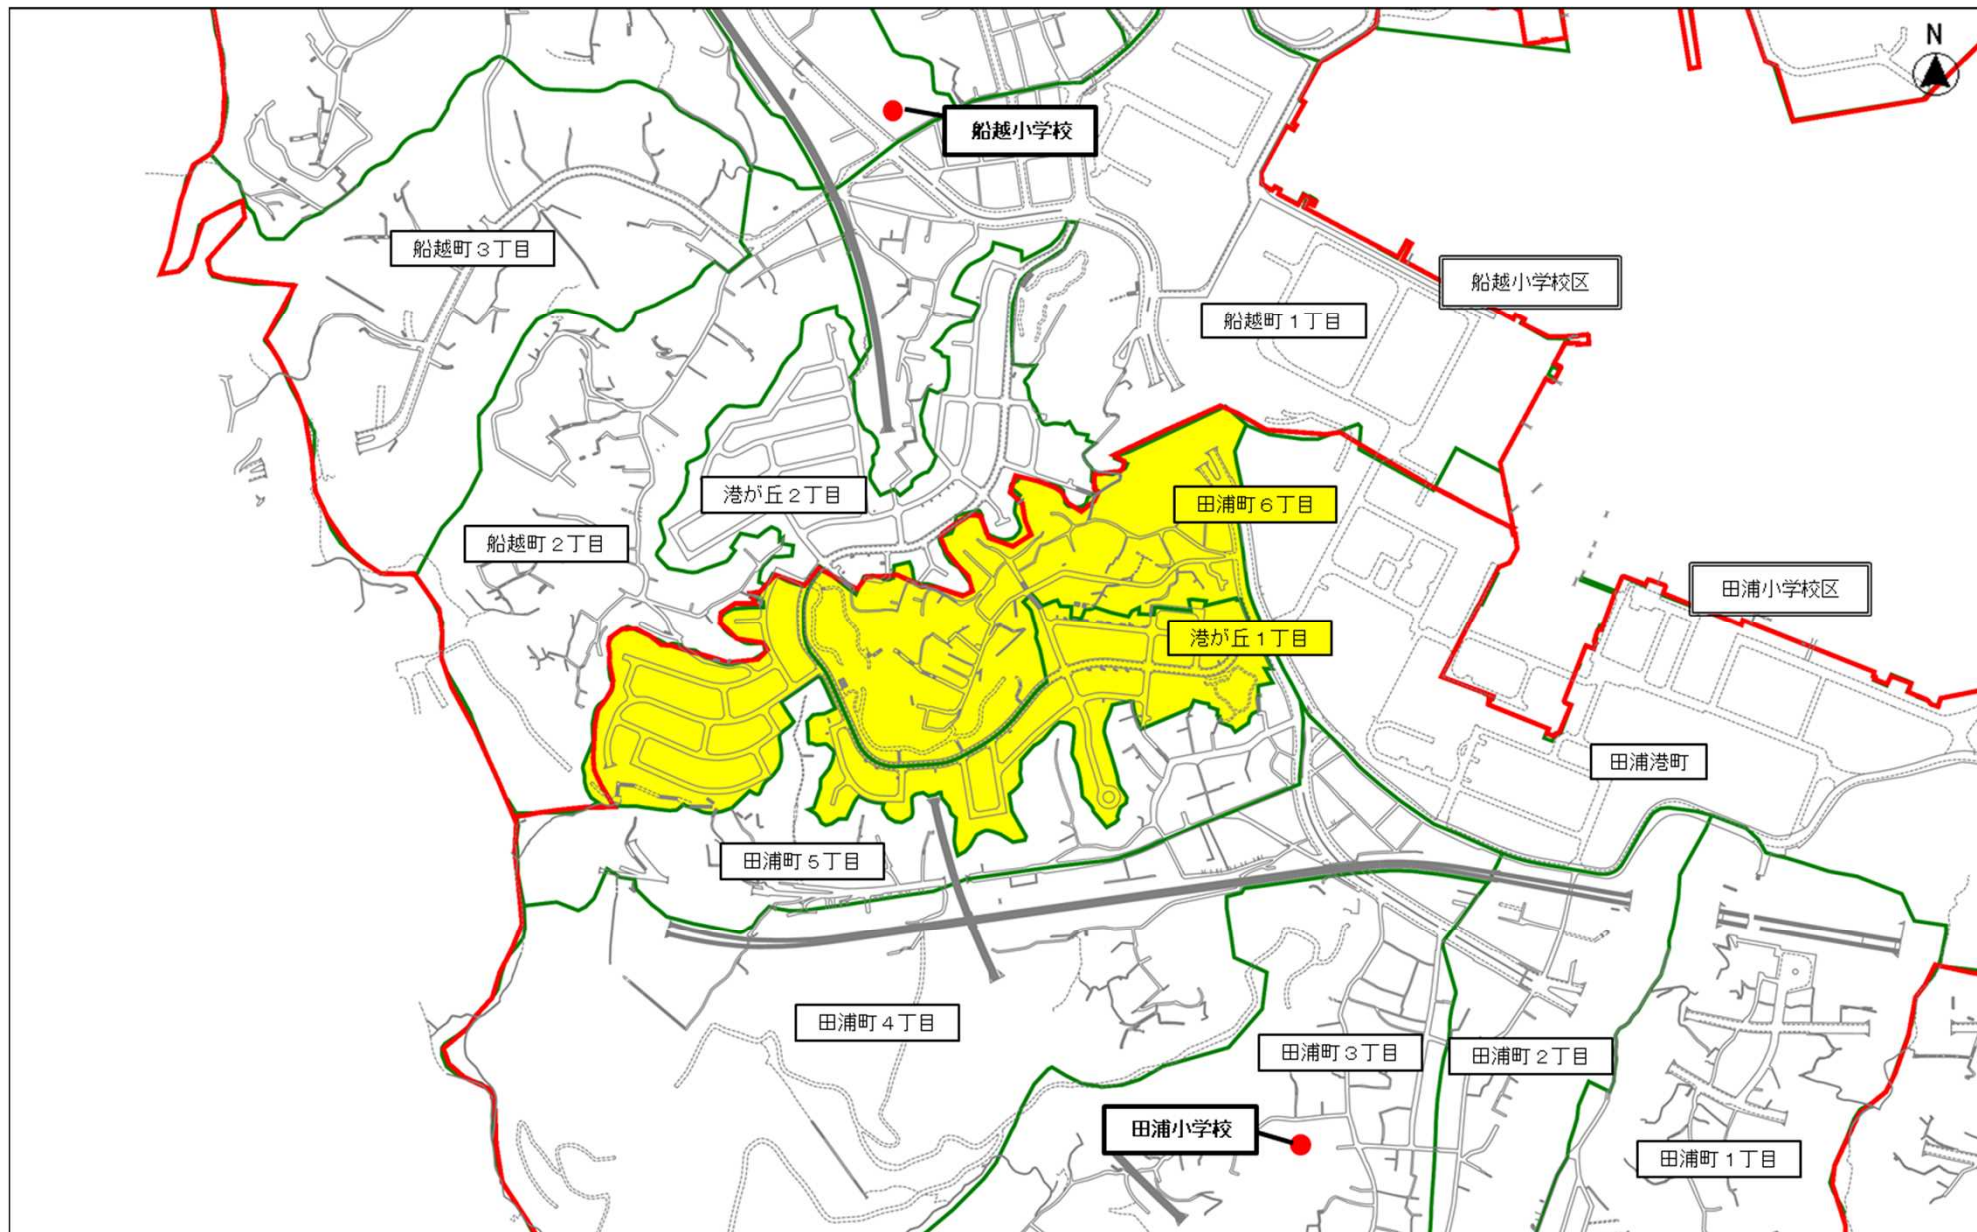 N
船越小学校
船越町３丁目
船越小学校区
船越町１丁目
港が丘２丁目
田浦町６丁目
船越町２丁目
田浦小学校区
港が丘１丁目
田浦港町
田浦町５丁目
田浦町４丁目
田浦町３丁目
田浦町２丁目
田浦小学校
田浦町１丁目